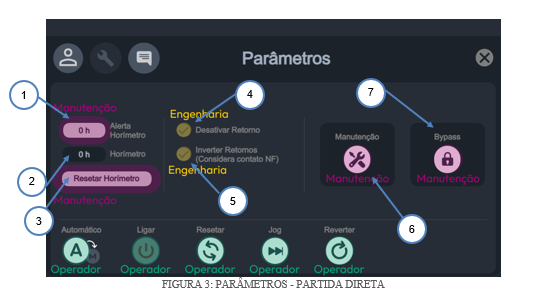 Parâmetros
1
4
7
Manutenção
Engenharia
0 h
Alerta
Horímetro
Desativar Retorno
Manutenção
Bypass
0 h
Horímetro
Inverter Retornos
(Considera contato NF)
Engenharia
2
Resetar Horímetro
Manutenção
Manutenção
Manutenção
3
5
6
Automático
Ligar
Resetar
Jog
Reverter
A
M
Operador
Operador
Operador
Operador
Operador
FIGURA 3: PARÂMETROS - PARTIDA DIRETA